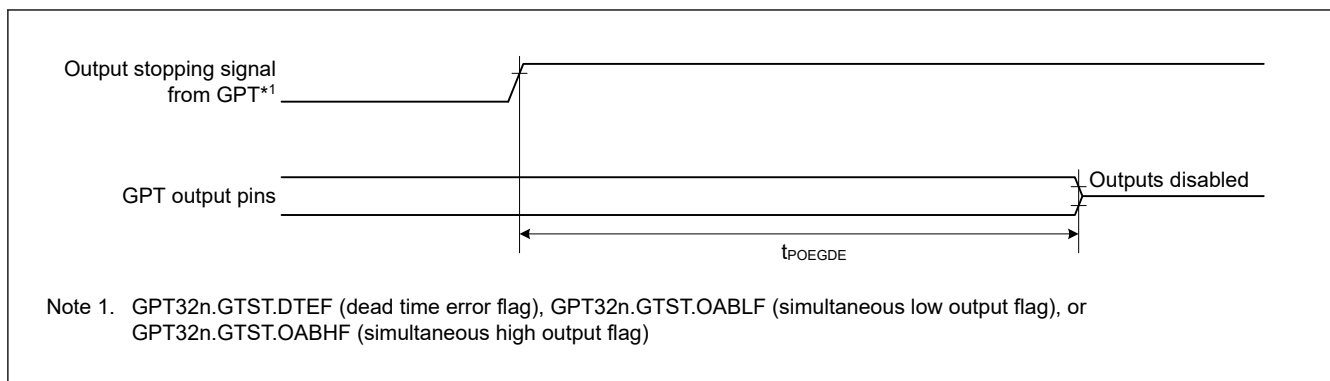 Output stopping signal
from GPT*1
GPT output pins
Outputs disabled
tPOEGDE
Note 1. GPT32n.GTST.DTEF (dead time error flag), GPT32n.GTST.OABLF (simultaneous low output flag), or
GPT32n.GTST.OABHF (simultaneous high output flag)